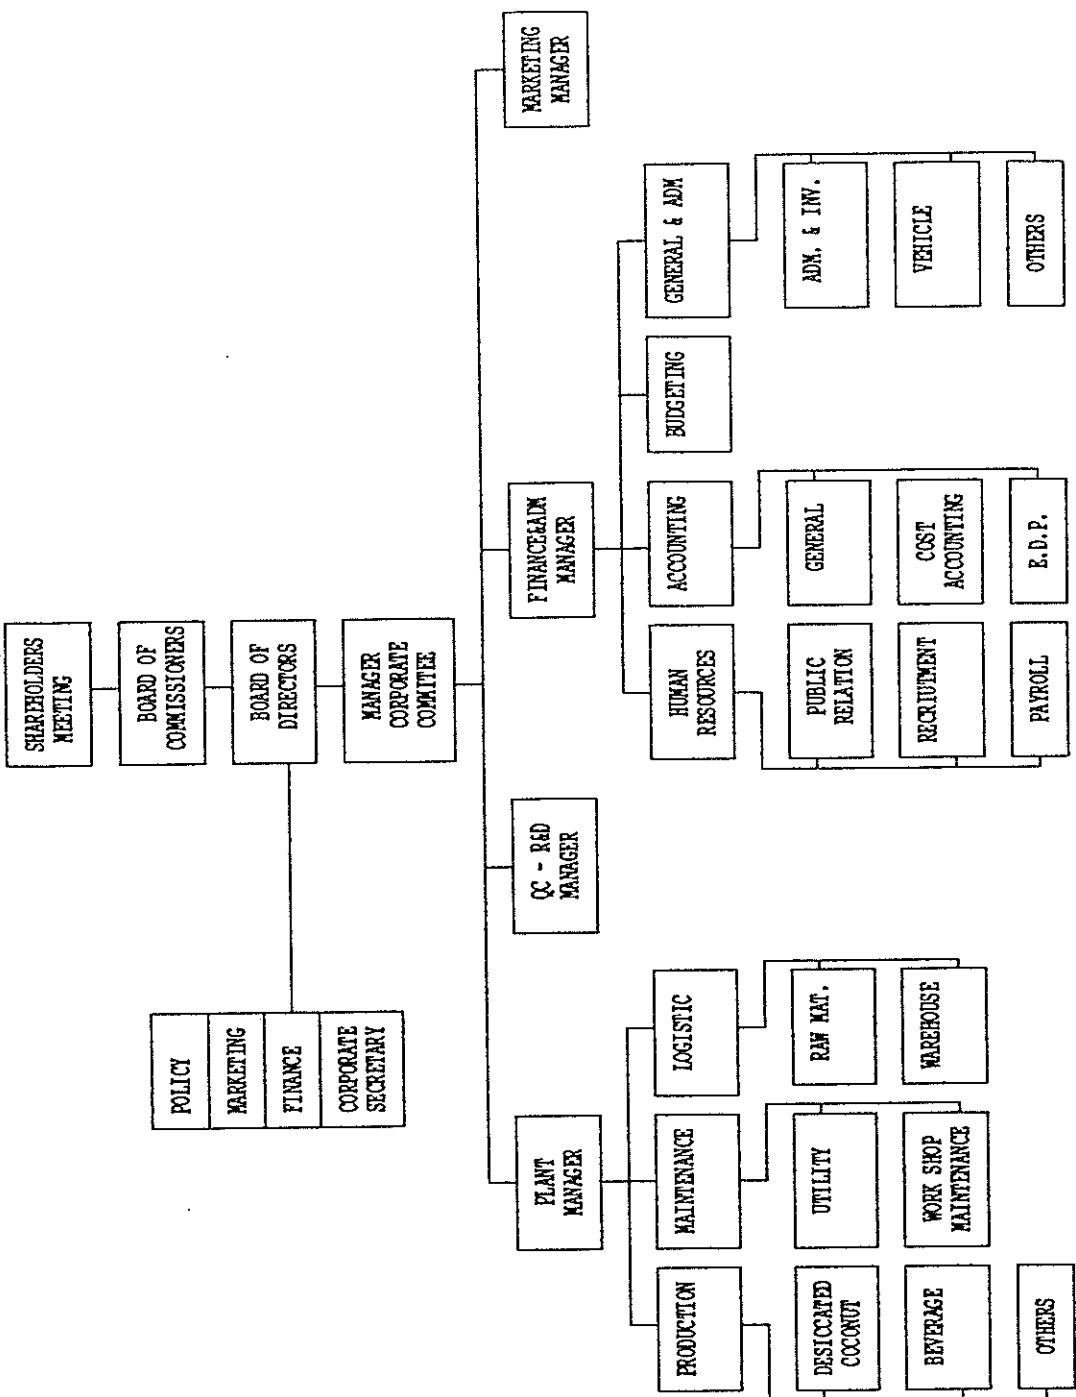 SHAREHOLDERS
MEETING
BOARD OF
COMMISSIONERS
POLICY
MARKETING
FINANCE
CORPORATE
SECRETARY
BOARD OF
DIRECTORS
MANAGER
CORPORATE
COMMITEE
PLANT
MANAGER
QC - R&D
MANAGER
FINANCE&ADM
MANAGER
MARKETING
MANAGER
PRODUCTION
MAINTENANCE
LOGISTIC
HUMAN
RESOURCES
ACCOUNTING
BUDGETING
GENERAL & ADM
DESICCATED
COCONUT
UTILITY
RAW MAT.
PUBLIC
RELATION
GENERAL
ADM. & INV.
BEVERAGE
WORK SHOP
MAINTENANCE
WAREHOUSE
RECRIUTMENT
COST
ACCOUNTING
VEHICLE
OTHERS
PAYROLL
E.D.P.
OTHERS